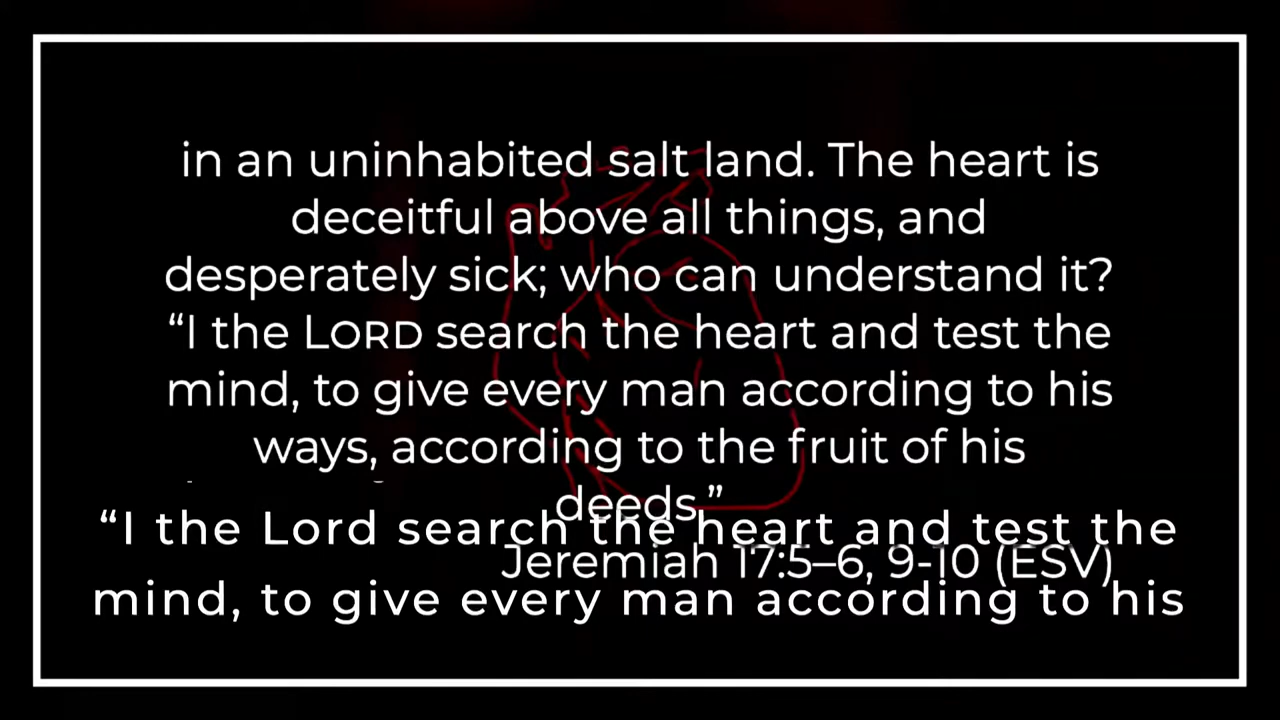 in an uninhabited salt land. The heart is
deceitful above all things, and
desperately sick; who can understand it?
“I the LORD search the heart and test the
mind, to give every man according to his
ways, according to the fruit of his
deeds.”
“I the Lord search the heart and test the
Jeremiah 17:5–6, 9-10 (ESV)
mind, to give every man according to his